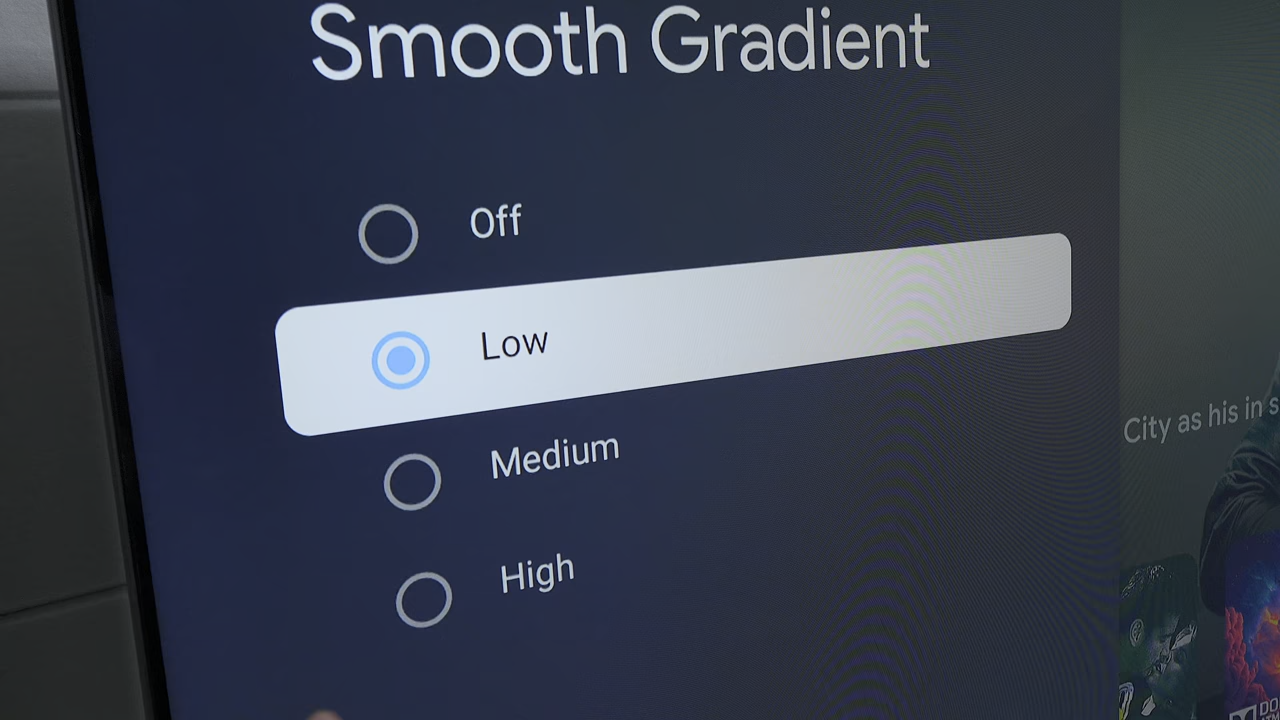 Smooth Gradient
Off
Low
Medium
High
City as his in